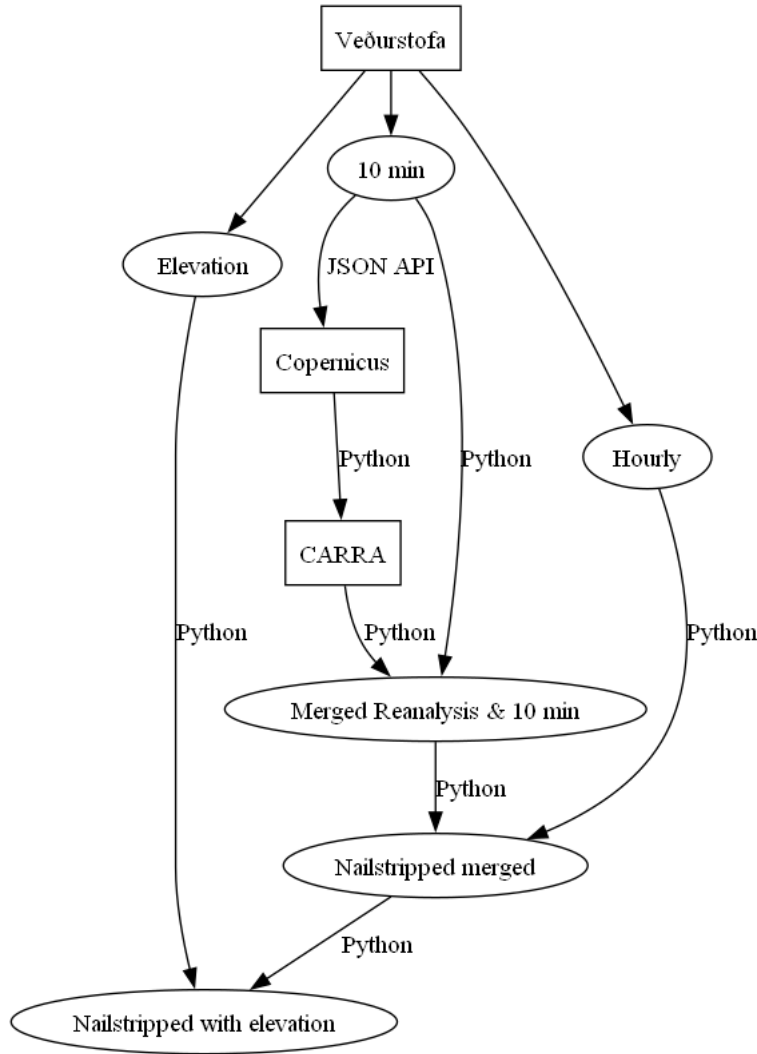 Veðurstofa
10 min
Elevation
JSON API
Copernicus
Python
Python
Hourly
CARRA
Python
Python
Python
Merged Reanalysis & 10 min
Python
Nailstripped merged
Python
Nailstripped with elevation